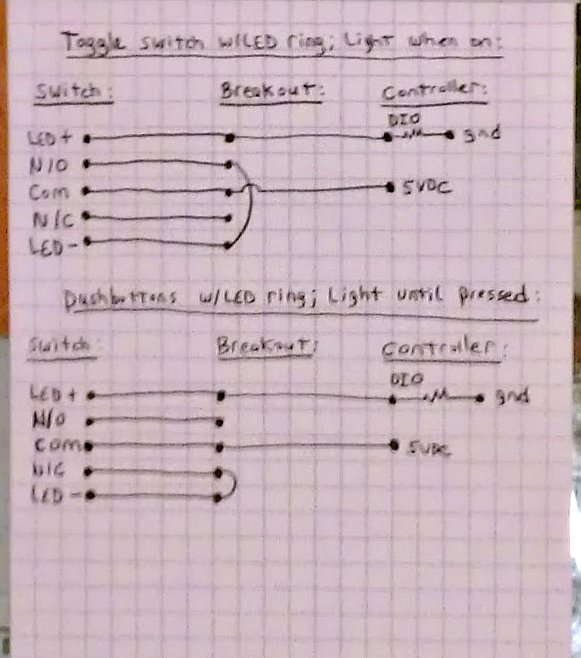 Toggle switch w/LED ring; Light when on:
Switch: Breakout: Controller:
DIO
LED + gnd
N/O
Com 5VDC
N/C
LED -
Pushbuttons w/LED ring; Light until pressed:
Switch: Breakout: Controller:
DIO
LED + gnd
N/O
Com 5VDC
N/C
LED -